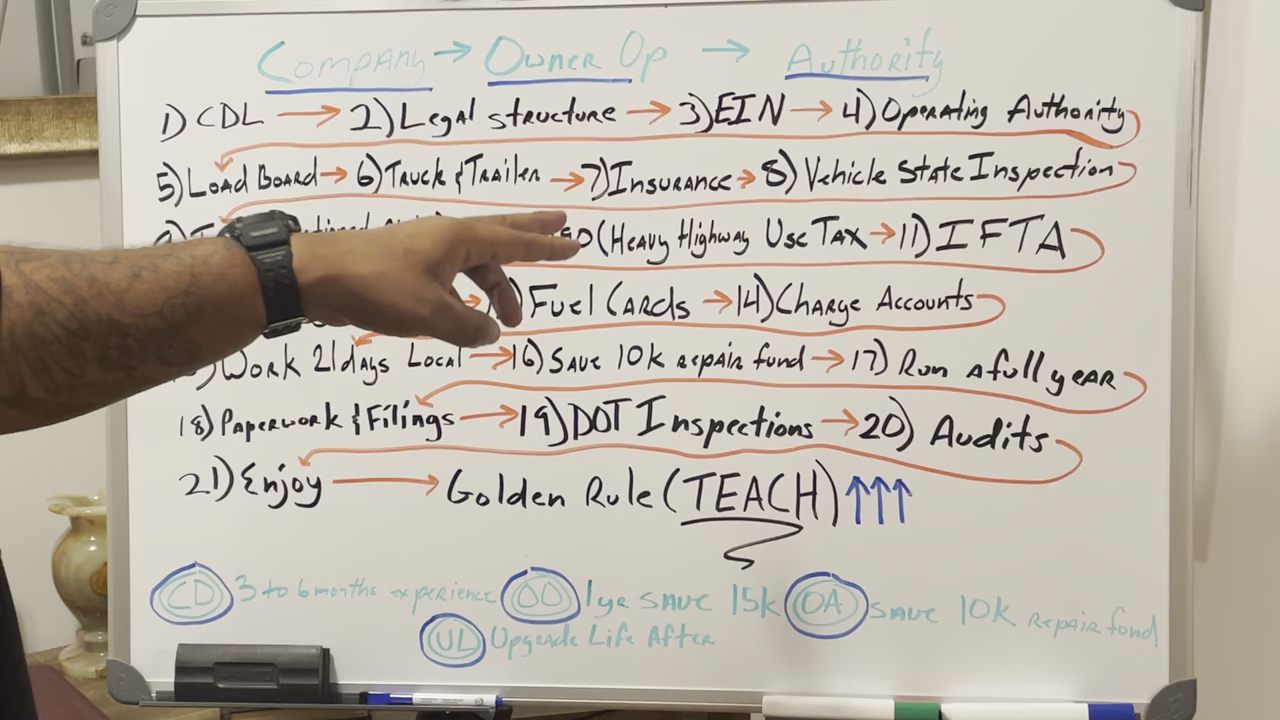 Company → Owner Op → Authority
1) CDL → 2) Legal structure → 3) EIN → 4) Operating Authority
5) Load Board → 6) Truck & Trailer → 7) Insurance → 8) Vehicle State Inspection
(Heavy Highway Use Tax → 11) IFTA
Fuel Cards → 14) Charge Accounts
Work 21 days Local → 16) Save 10k repair fund → 17) Run a full year
18) Paperwork & Filings → 19) DOT Inspections → 20) Audits
21) Enjoy → Golden Rule (TEACH) ↑↑↑
CD 3 to 6 months experience OO 1 yr save 15k OA save 10k repair fund
UL Upgrade Life After